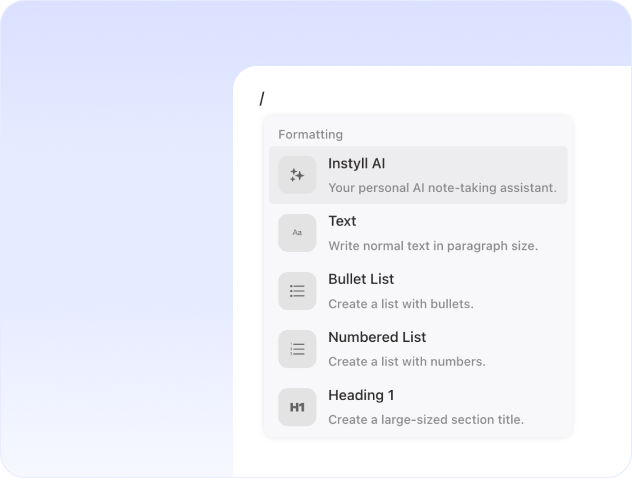 /
Formatting
Instyll AI
Your personal AI note-taking assistant.
Aa
Text
Write normal text in paragraph size.
Bullet List
Create a list with bullets.
Numbered List
Create a list with numbers.
H1
Heading 1
Create a large-sized section title.